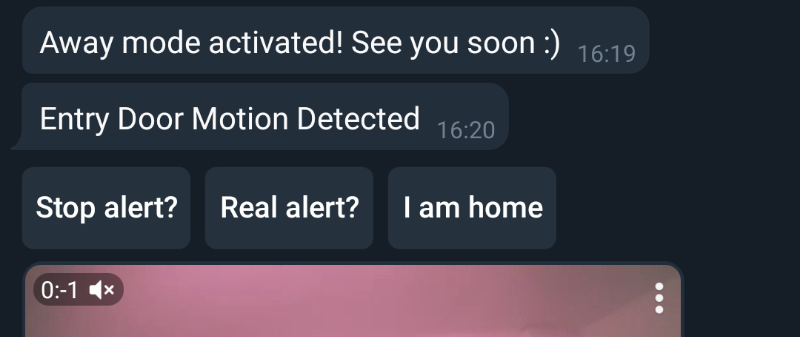 Away mode activated! See you soon :) 16:19
Entry Door Motion Detected 16:20
Stop alert? Real alert? I am home
0:-1